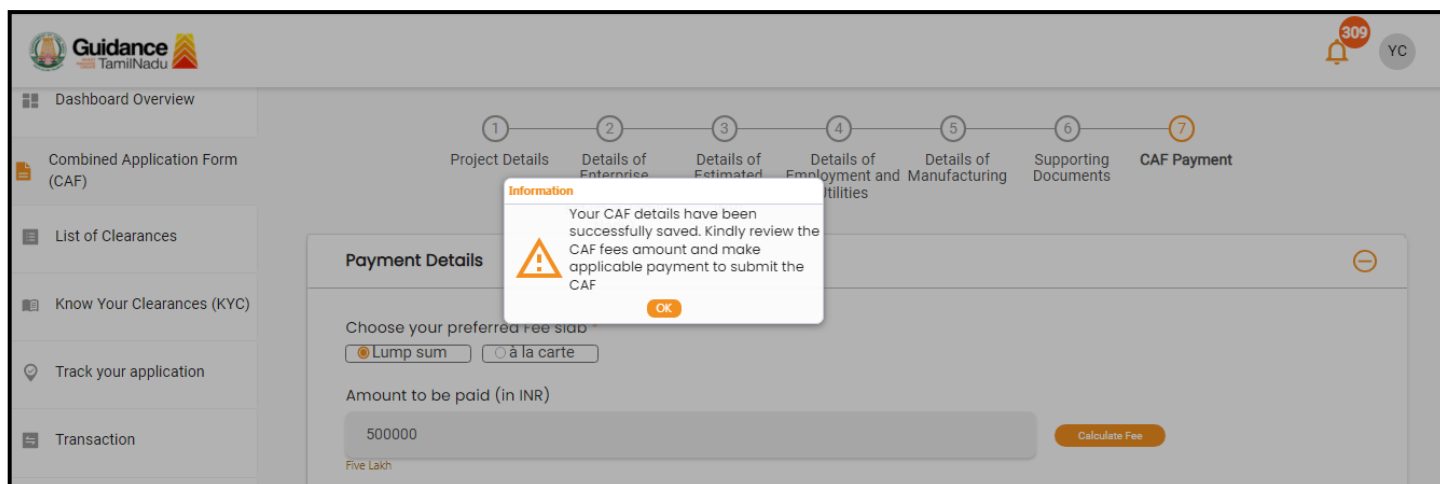 Guidance
TamilNadu
309
YC
Dashboard Overview
Combined Application Form
(CAF)
List of Clearances
Know Your Clearances (KYC)
Track your application
Transaction
1
2
3
4
5
6
7
Project Details
Details of
Enterprise
Details of
Estimated
Details of
Employment and
Utilities
Details of
Manufacturing
Supporting
Documents
CAF Payment
Information
Your CAF details have been
successfully saved. Kindly review the
CAF fees amount and make
applicable payment to submit the
CAF
OK
Payment Details
Choose your preferred Fee slab *
Lump sum
à la carte
Amount to be paid (in INR)
500000
Calculate Fee
Five Lakh